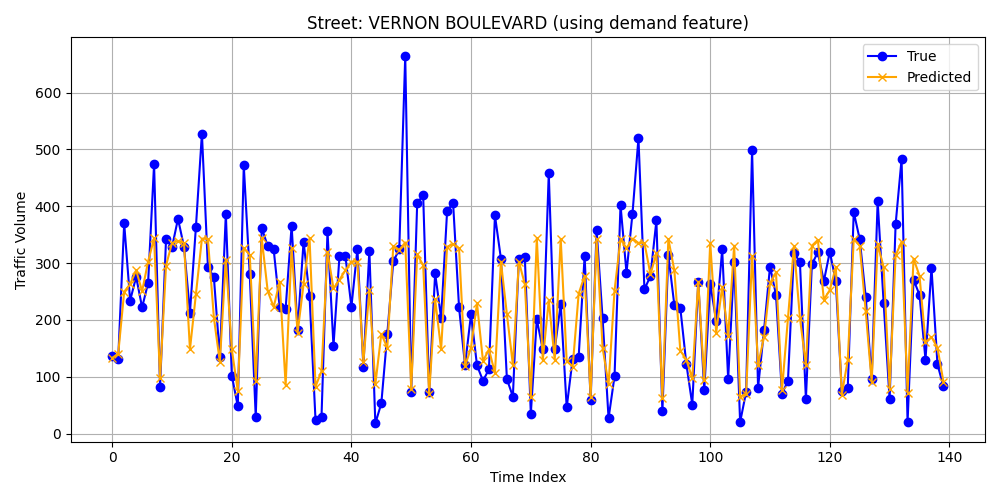 Street: VERNON BOULEVARD (using demand feature)
True
Predicted
Traffic Volume
600
500
400
300
200
100
0
0 20 40 60 80 100 120 140
Time Index